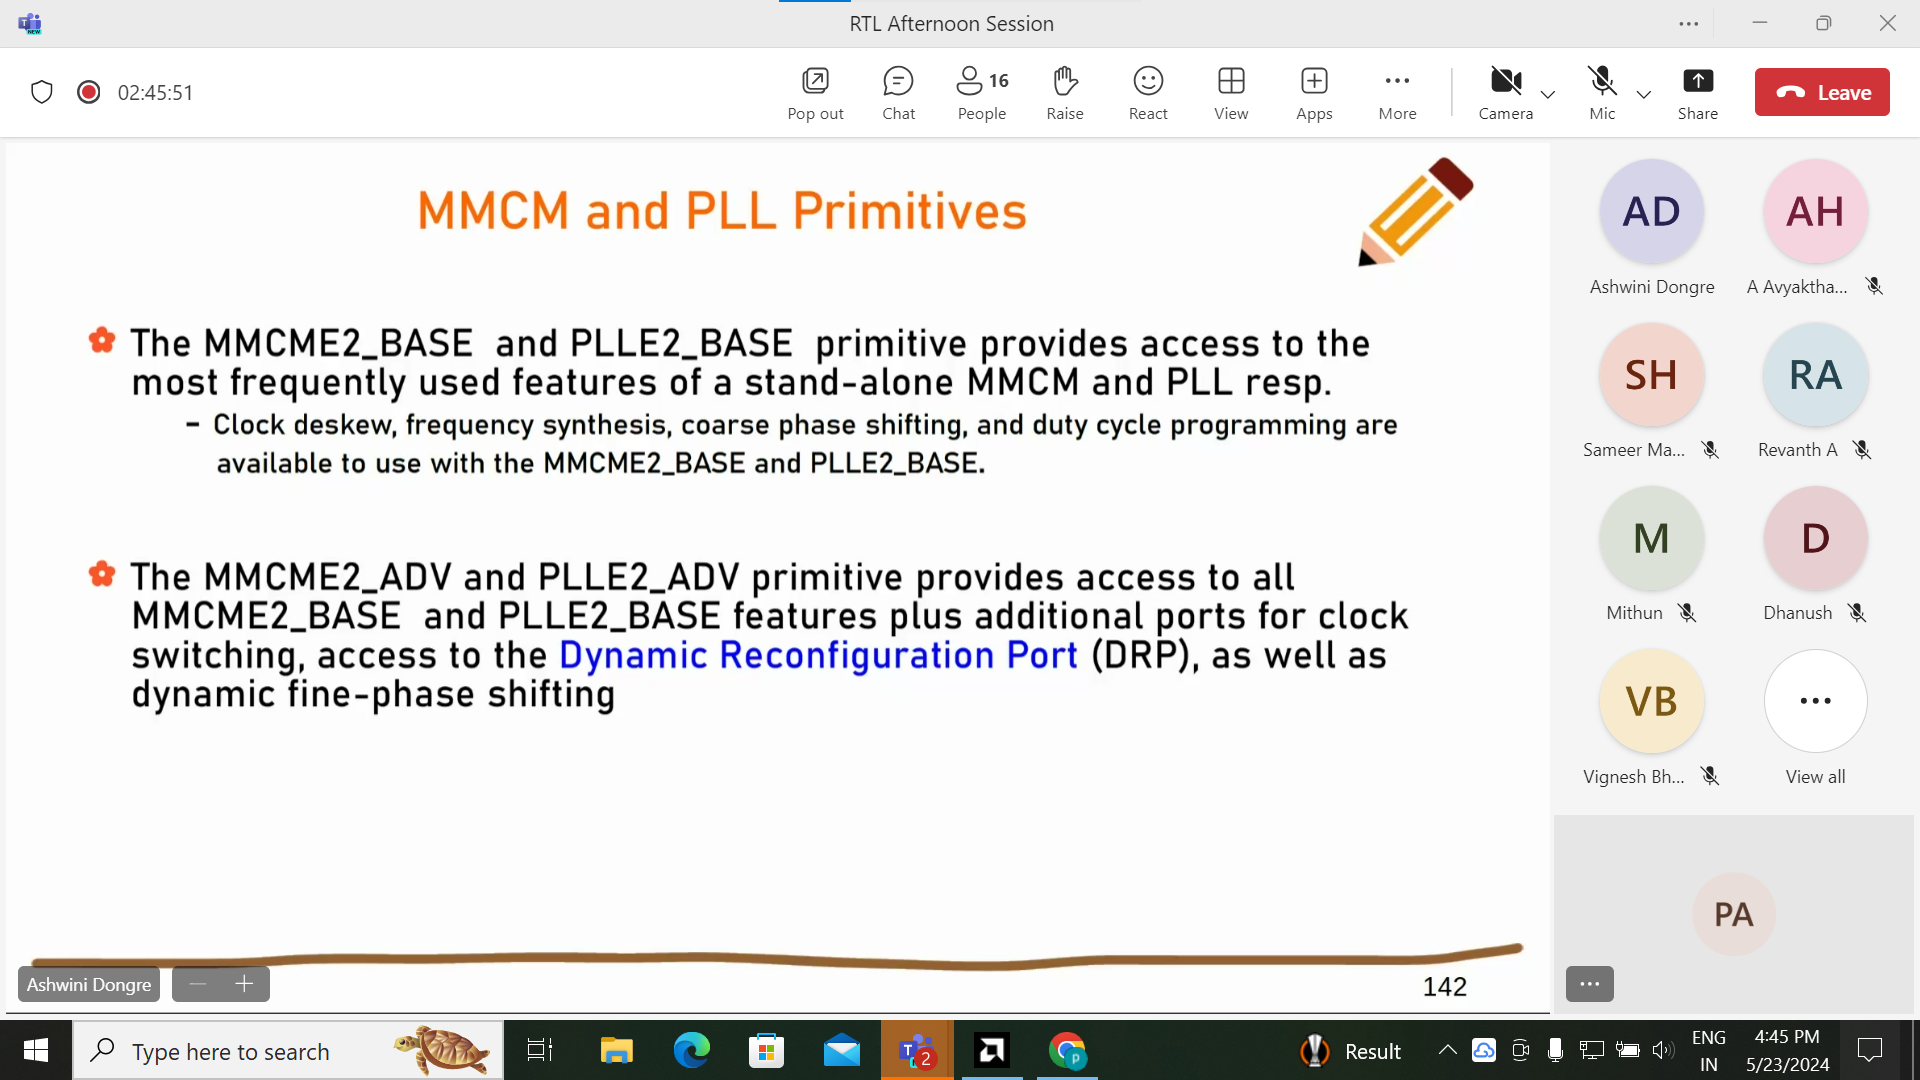 RTL Afternoon Session
02:45:51
Pop out
Chat
16
People
Raise
React
View
Apps
More
Camera
Mic
Share
Leave
MMCM and PLL Primitives
The MMCME2_BASE and PLLE2_BASE primitive provides access to the
most frequently used features of a stand-alone MMCM and PLL resp.
– Clock deskew, frequency synthesis, coarse phase shifting, and duty cycle programming are
available to use with the MMCME2_BASE and PLLE2_BASE.
The MMCME2_ADV and PLLE2_ADV primitive provides access to all
MMCME2_BASE and PLLE2_BASE features plus additional ports for clock
switching, access to the Dynamic Reconfiguration Port (DRP), as well as
dynamic fine-phase shifting
142
Ashwini Dongre
AD
AH
Ashwini Dongre
A Avyaktha...
SH
RA
Sameer Ma...
Revanth A
M
D
Mithun
Dhanush
VB
Vignesh Bh...
View all
PA
Type here to search
T
NEW
2
p
Result
ENG
IN
4:45 PM
5/23/2024